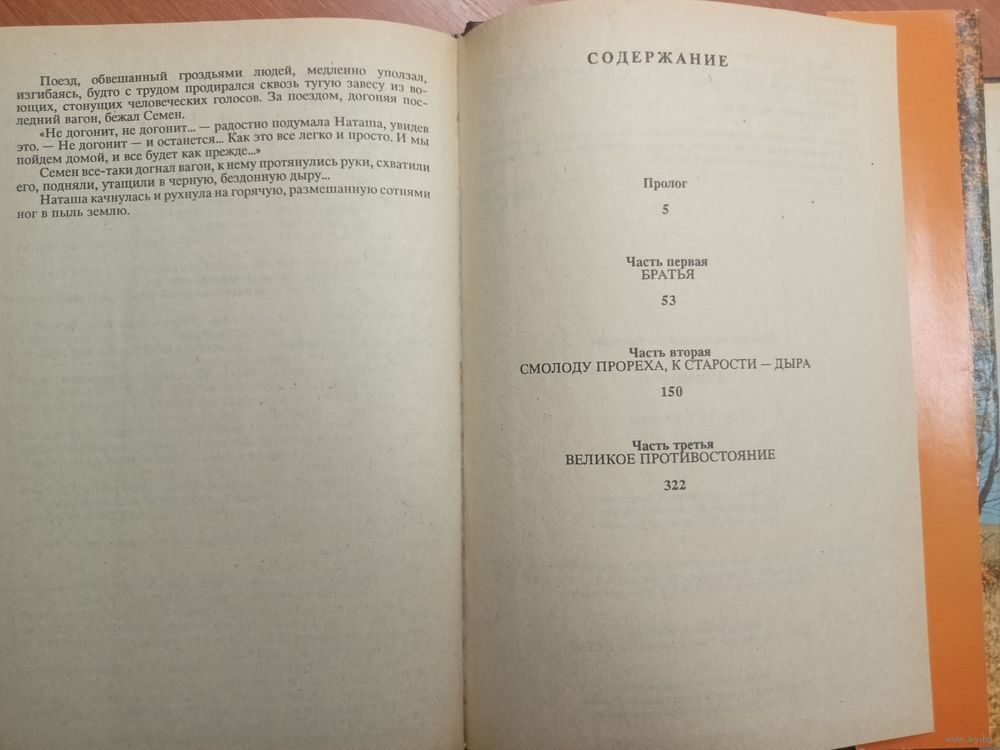 Поезд, обвешанный гроздьями людей, медленно уползал,
изгибаясь, будто с трудом продирался сквозь тугую завесу из во-
ющих, стонущих человеческих голосов. За поездом, догоняя пос-
ледний вагон, бежал Семен.
«Не догонит, не догонит... — радостно подумала Наташа, увидев
это. — Не догонит — и останется... Как это все легко и просто. И мы
пойдем домой, и все будет как прежде...»
Семен все-таки догнал вагон, к нему протянулись руки, схватили
его, подняли, утащили в черную, бездонную дыру...
Наташа качнулась и рухнула на горячую, размешанную сотнями
ног в пыль землю.
СОДЕРЖАНИЕ
Пролог
5
Часть первая
БРАТЬЯ
53
Часть вторая
СМОЛОДУ ПРОРЕХА, К СТАРОСТИ — ДЫРА
150
Часть третья
ВЕЛИКОЕ ПРОТИВОСТОЯНИЕ
322
www.ay.by